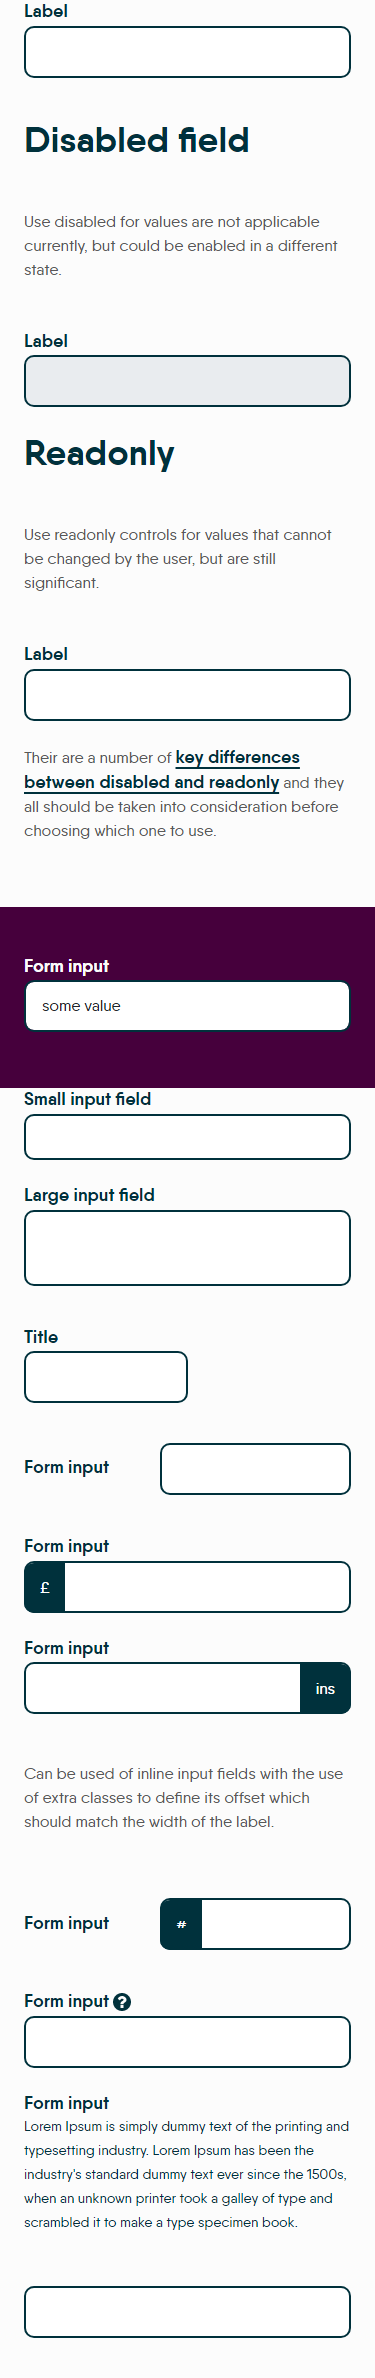 Label
Disabled field
Use disabled for values are not applicable
currently, but could be enabled in a different
state.
Label
Readonly
Use readonly controls for values that cannot
be changed by the user, but are still
significant.
Label
Their are a number of key differences
between disabled and readonly and they
all should be taken into consideration before
choosing which one to use.
Form input
some value
Small input field
Large input field
Title
Form input
Form input
£
Form input
ins
Can be used of inline input fields with the use
of extra classes to define its offset which
should match the width of the label.
Form input #
Form input ?
Form input
Lorem Ipsum is simply dummy text of the printing and
typesetting industry. Lorem Ipsum has been the
industry's standard dummy text ever since the 1500s,
when an unknown printer took a galley of type and
scrambled it to make a type specimen book.